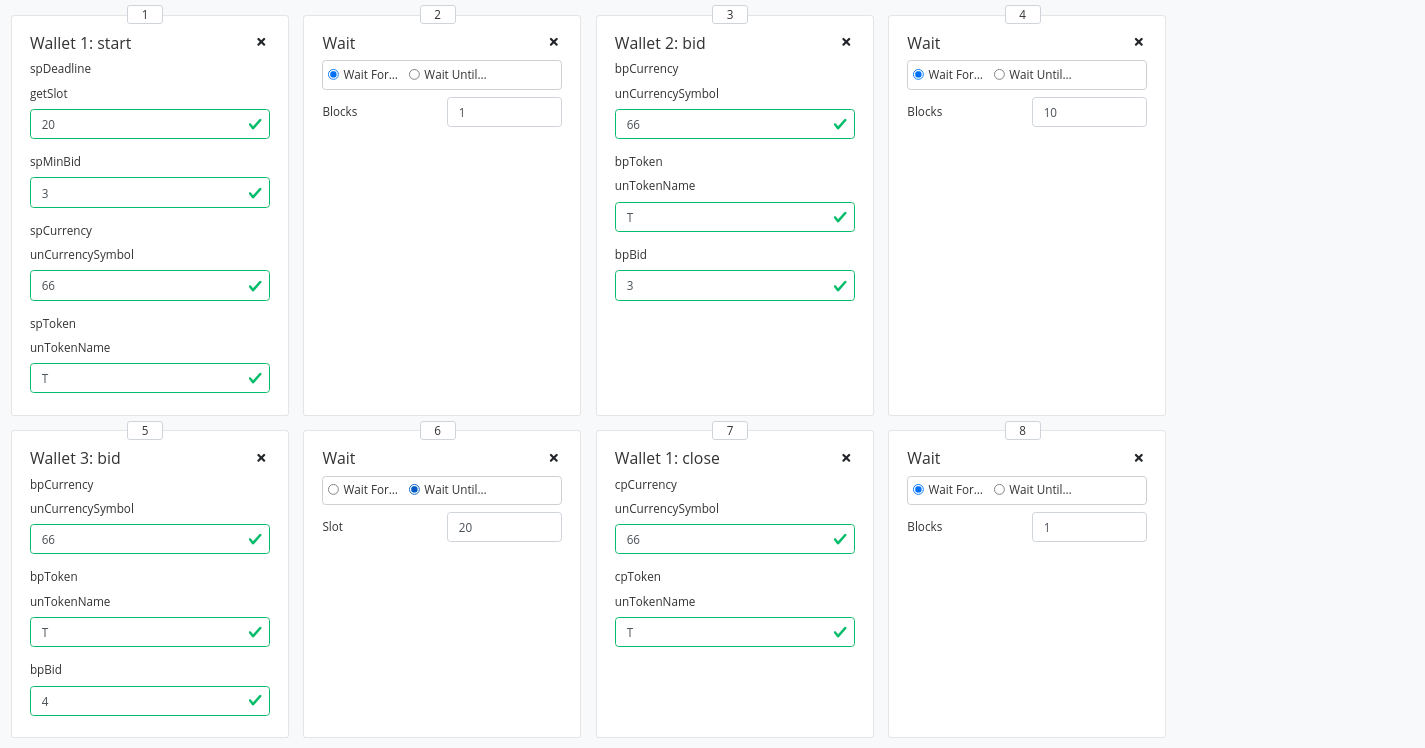 1
Wallet 1: start
spDeadline
getSlot
20
spMinBid
3
spCurrency
unCurrencySymbol
66
spToken
unTokenName
T
2
Wait
Wait For... Wait Until...
Blocks 1
3
Wallet 2: bid
bpCurrency
unCurrencySymbol
66
bpToken
unTokenName
T
bpBid
3
4
Wait
Wait For... Wait Until...
Blocks 10
5
Wallet 3: bid
bpCurrency
unCurrencySymbol
66
bpToken
unTokenName
T
bpBid
4
6
Wait
Wait For... Wait Until...
Slot 20
7
Wallet 1: close
cpCurrency
unCurrencySymbol
66
cpToken
unTokenName
T
8
Wait
Wait For... Wait Until...
Blocks 1